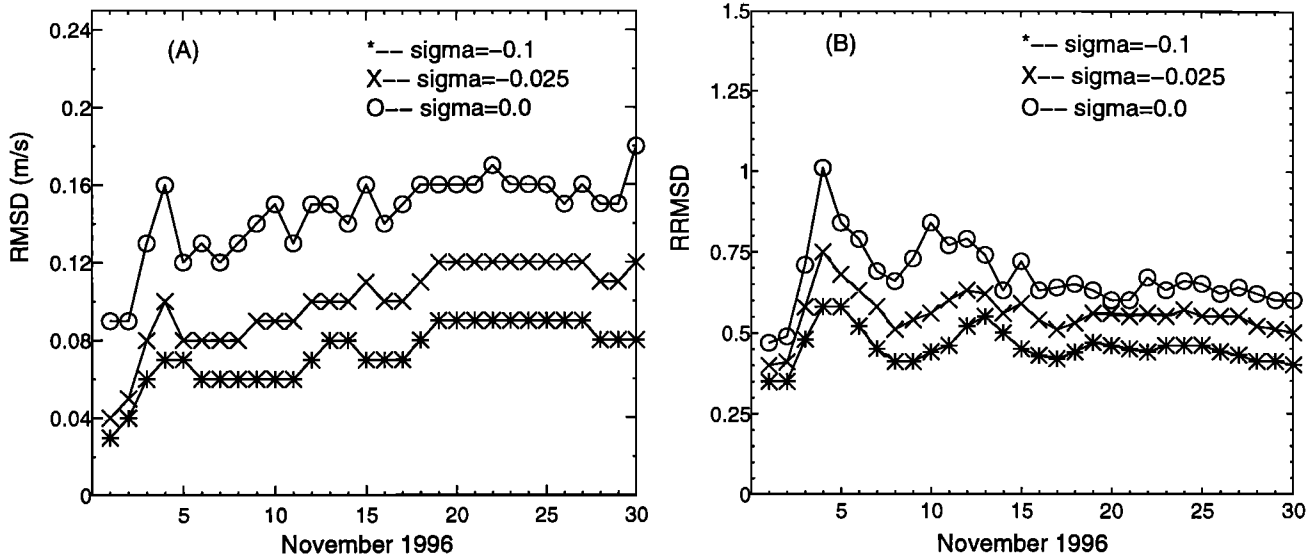 0.24
0.2
0.16
0.12
0.08
0.04
0
RMSD (m/s)
(A)
*-- sigma=-0.1
X-- sigma=-0.025
O-- sigma=0.0
5 10 15 20 25 30
November 1996
1.5
1.25
1
0.75
0.5
0.25
0
RRMSD
(B)
*-- sigma=-0.1
X-- sigma=-0.025
O-- sigma=0.0
5 10 15 20 25 30
November 1996